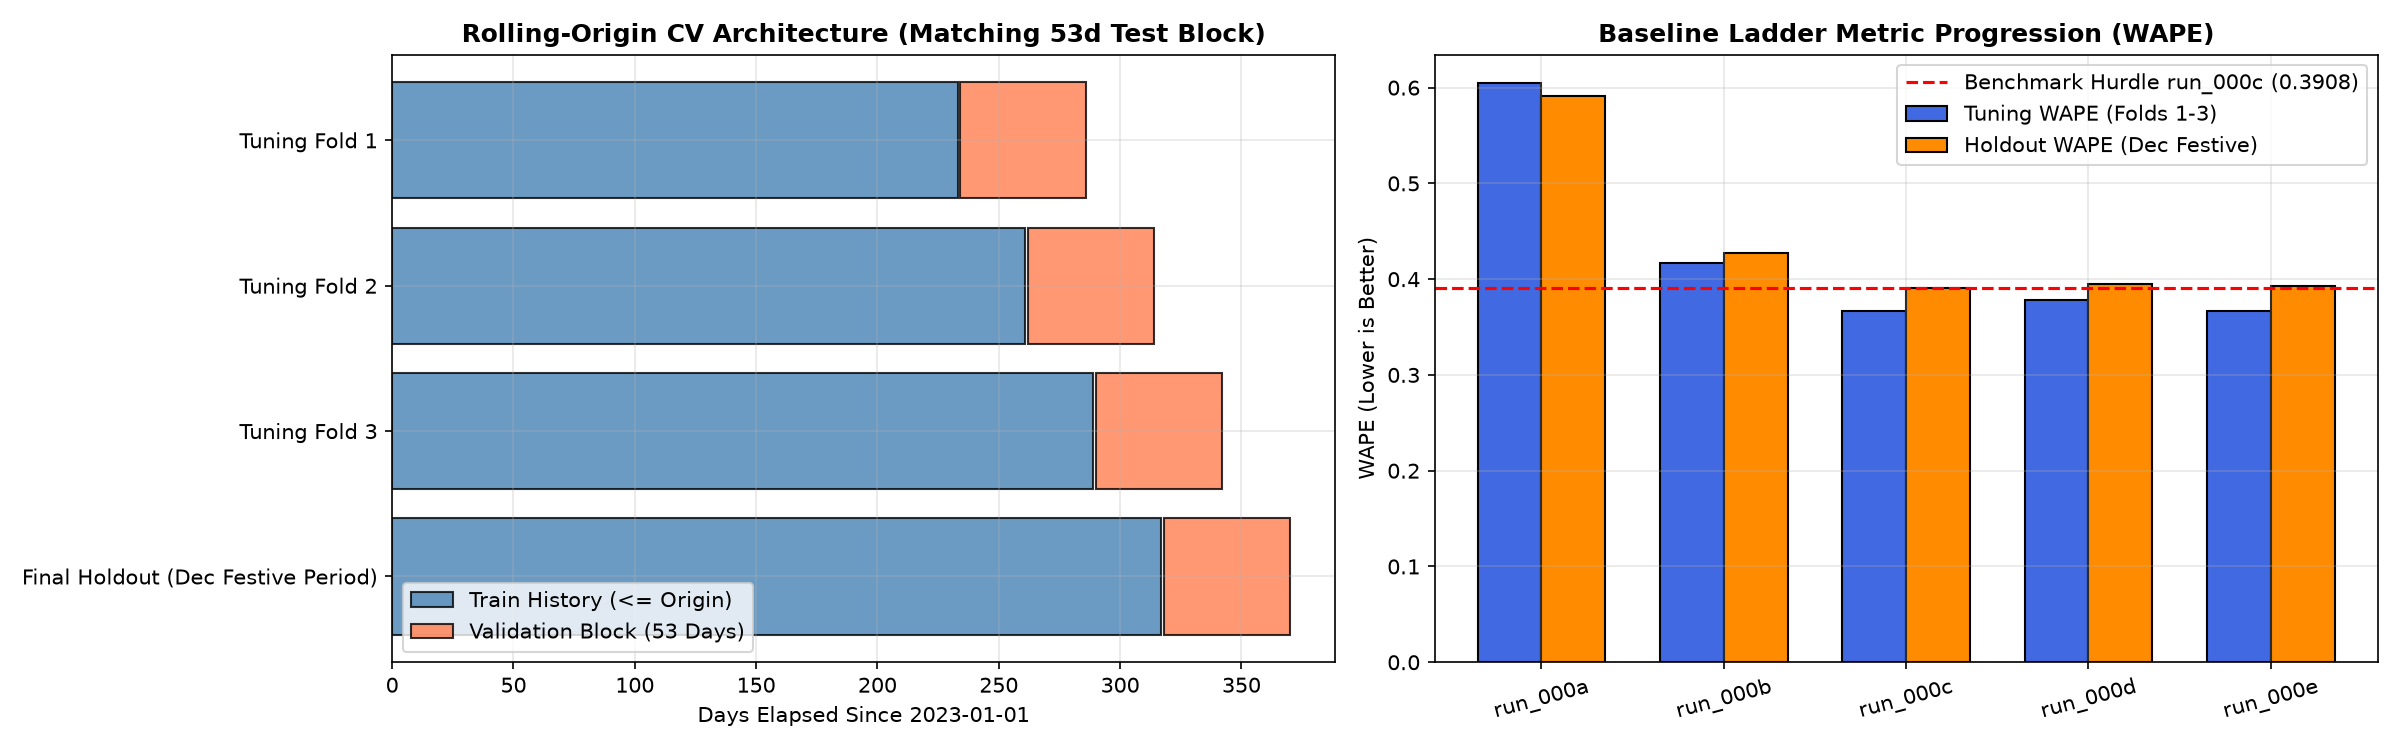 Rolling-Origin CV Architecture (Matching 53d Test Block)
Tuning Fold 1
Tuning Fold 2
Tuning Fold 3
Final Holdout (Dec Festive Period)
Train History (<= Origin)
Validation Block (53 Days)
0 50 100 150 200 250 300 350
Days Elapsed Since 2023-01-01
Baseline Ladder Metric Progression (WAPE)
WAPE (Lower is Better)
0.6
0.5
0.4
0.3
0.2
0.1
0.0
Benchmark Hurdle run_000c (0.3908)
Tuning WAPE (Folds 1-3)
Holdout WAPE (Dec Festive)
run_000a run_000b run_000c run_000d run_000e